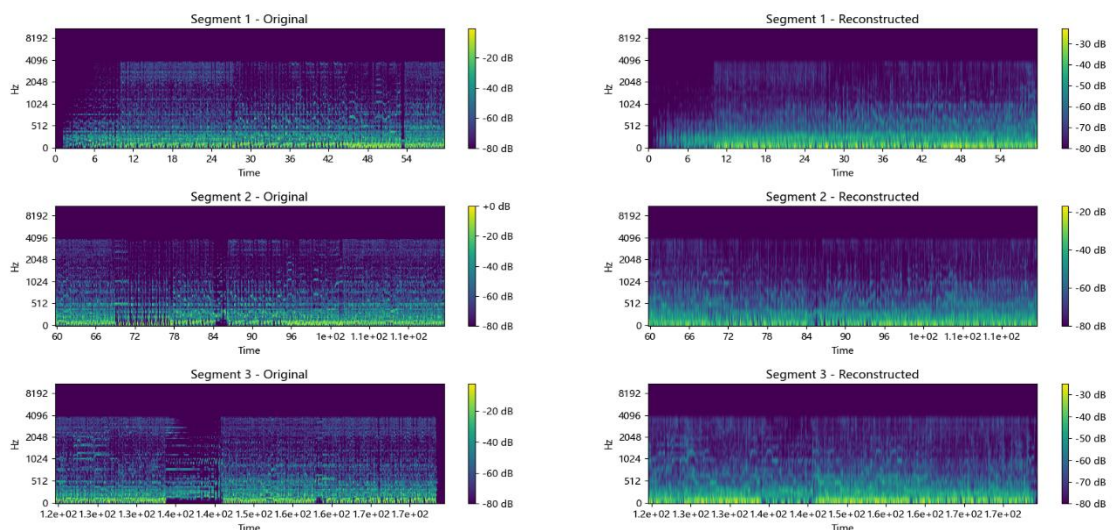 Segment 1 - Original
8192
4096
2048
1024
512
0
Hz
0 6 12 18 24 30 36 42 48 54
Time
-20 dB
-40 dB
-60 dB
-80 dB
Segment 1 - Reconstructed
8192
4096
2048
1024
512
0
Hz
0 6 12 18 24 30 36 42 48 54
Time
-30 dB
-40 dB
-50 dB
-60 dB
-70 dB
-80 dB
Segment 2 - Original
8192
4096
2048
1024
512
0
Hz
60 66 72 78 84 90 96 1e+02 1.1e+02 1.1e+02
Time
+0 dB
-20 dB
-40 dB
-60 dB
-80 dB
Segment 2 - Reconstructed
8192
4096
2048
1024
512
0
Hz
60 66 72 78 84 90 96 1e+02 1.1e+02 1.1e+02
Time
-20 dB
-30 dB
-40 dB
-50 dB
-60 dB
-70 dB
-80 dB
Segment 3 - Original
8192
4096
2048
1024
512
0
Hz
1.2e+02 1.3e+02 1.3e+02 1.4e+02 1.4e+02 1.5e+02 1.6e+02 1.6e+02 1.7e+02 1.7e+02
Time
-20 dB
-40 dB
-60 dB
-80 dB
Segment 3 - Reconstructed
8192
4096
2048
1024
512
0
Hz
1.2e+02 1.3e+02 1.3e+02 1.4e+02 1.4e+02 1.5e+02 1.6e+02 1.6e+02 1.7e+02 1.7e+02
Time
-30 dB
-40 dB
-50 dB
-60 dB
-70 dB
-80 dB